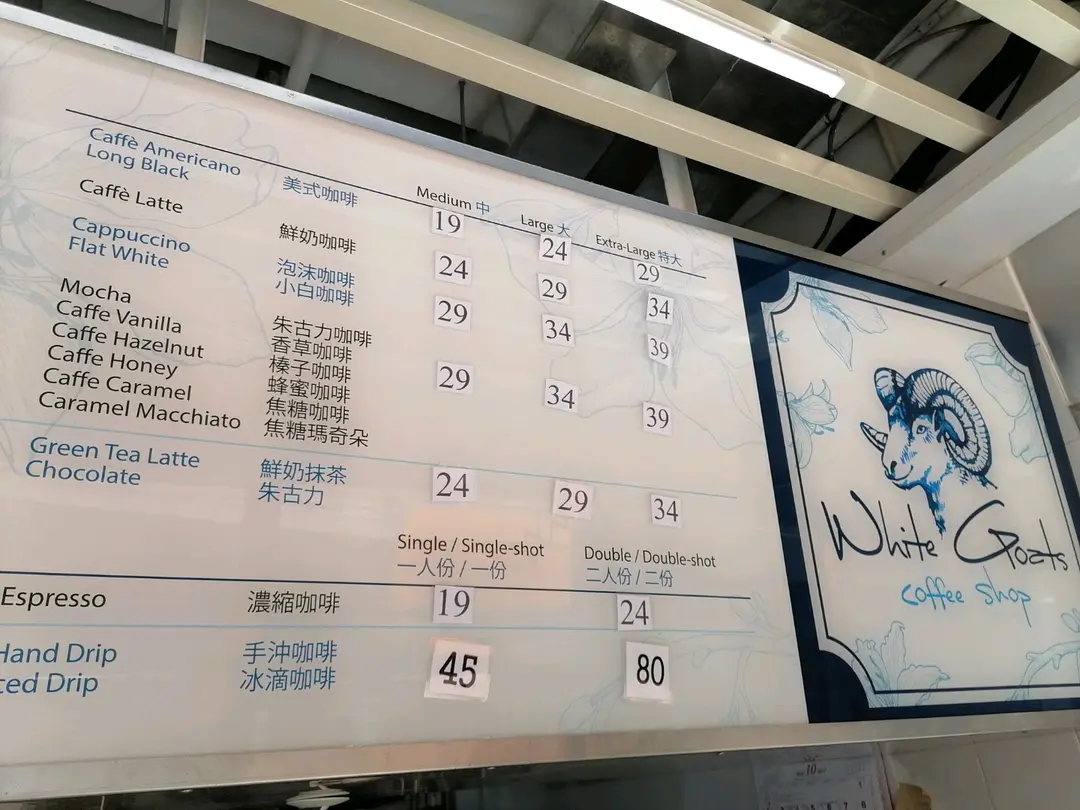 Medium 中 Large 大 Extra-Large 特大
Caffè Americano
Long Black
美式咖啡
19 24 29
Caffè Latte 鮮奶咖啡
24 29 34
Cappuccino 泡沫咖啡
Flat White 小白咖啡
29 34 39
Mocha 朱古力咖啡
Caffe Vanilla 香草咖啡
Caffe Hazelnut 榛子咖啡
Caffe Honey 蜂蜜咖啡
Caffe Caramel 焦糖咖啡
Caramel Macchiato 焦糖瑪奇朵
29 34 39
Green Tea Latte 鮮奶抹茶
Chocolate 朱古力
24 29 34
Single / Single-shot Double / Double-shot
一人份 / 一份 二人份 / 二份
Espresso 濃縮咖啡 19 24
Hand Drip 手沖咖啡
ced Drip 冰滴咖啡
45 80
White Goats
coffee shop
10